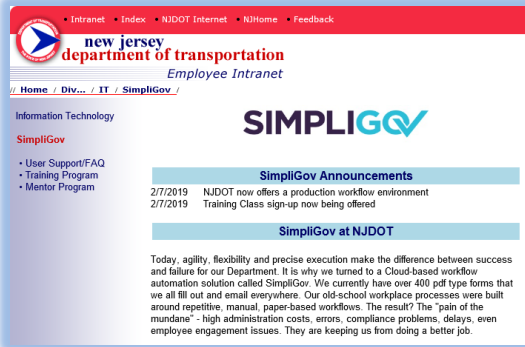 • Intranet • Index • NJDOT Internet • NJHome • Feedback
new jersey
department of transportation
Employee Intranet
// Home / Div... / IT / SimpliGov /
Information Technology
SimpliGov
• User Support/FAQ
• Training Program
• Mentor Program
SIMPLIGOV
SimpliGov Announcements
2/7/2019 NJDOT now offers a production workflow environment
2/7/2019 Training Class sign-up now being offered
SimpliGov at NJDOT
Today, agility, flexibility and precise execution make the difference between success
and failure for our Department. It is why we turned to a Cloud-based workflow
automation solution called SimpliGov. We currently have over 400 pdf type forms that
we all fill out and email everywhere. Our old-school workplace processes were built
around repetitive, manual, paper-based workflows. The result? The "pain of the
mundane" - high administration costs, errors, compliance problems, delays, even
employee engagement issues. They are keeping us from doing a better job.